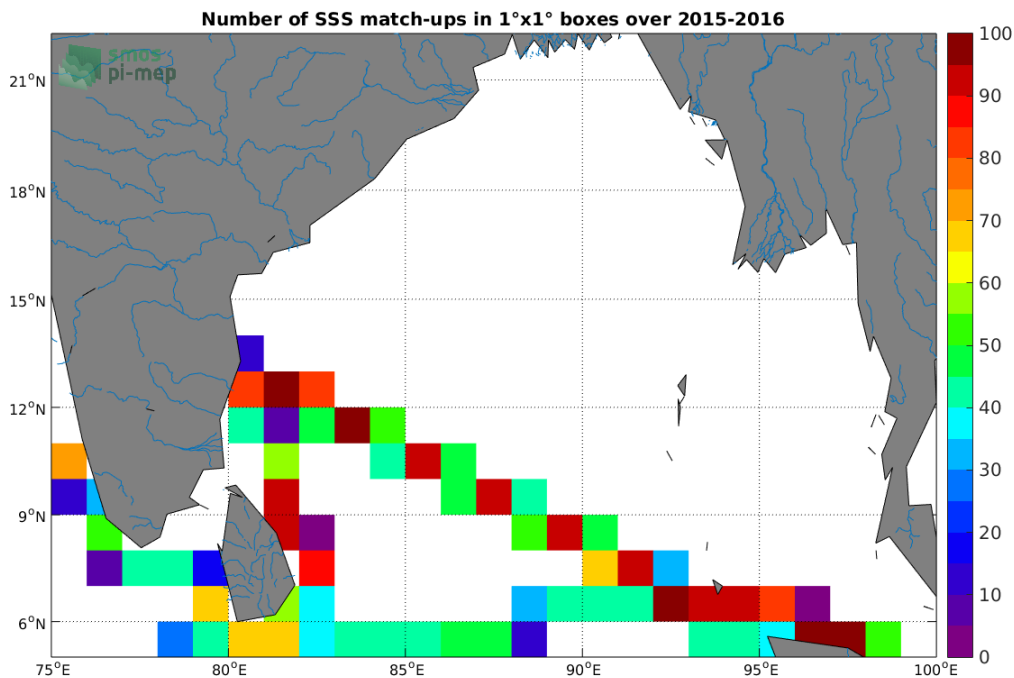 Number of SSS match-ups in 1°x1° boxes over 2015-2016
smos
pi-mep
21°N
18°N
15°N
12°N
9°N
6°N
75°E 80°E 85°E 90°E 95°E 100°E
100
90
80
70
60
50
40
30
20
10
0